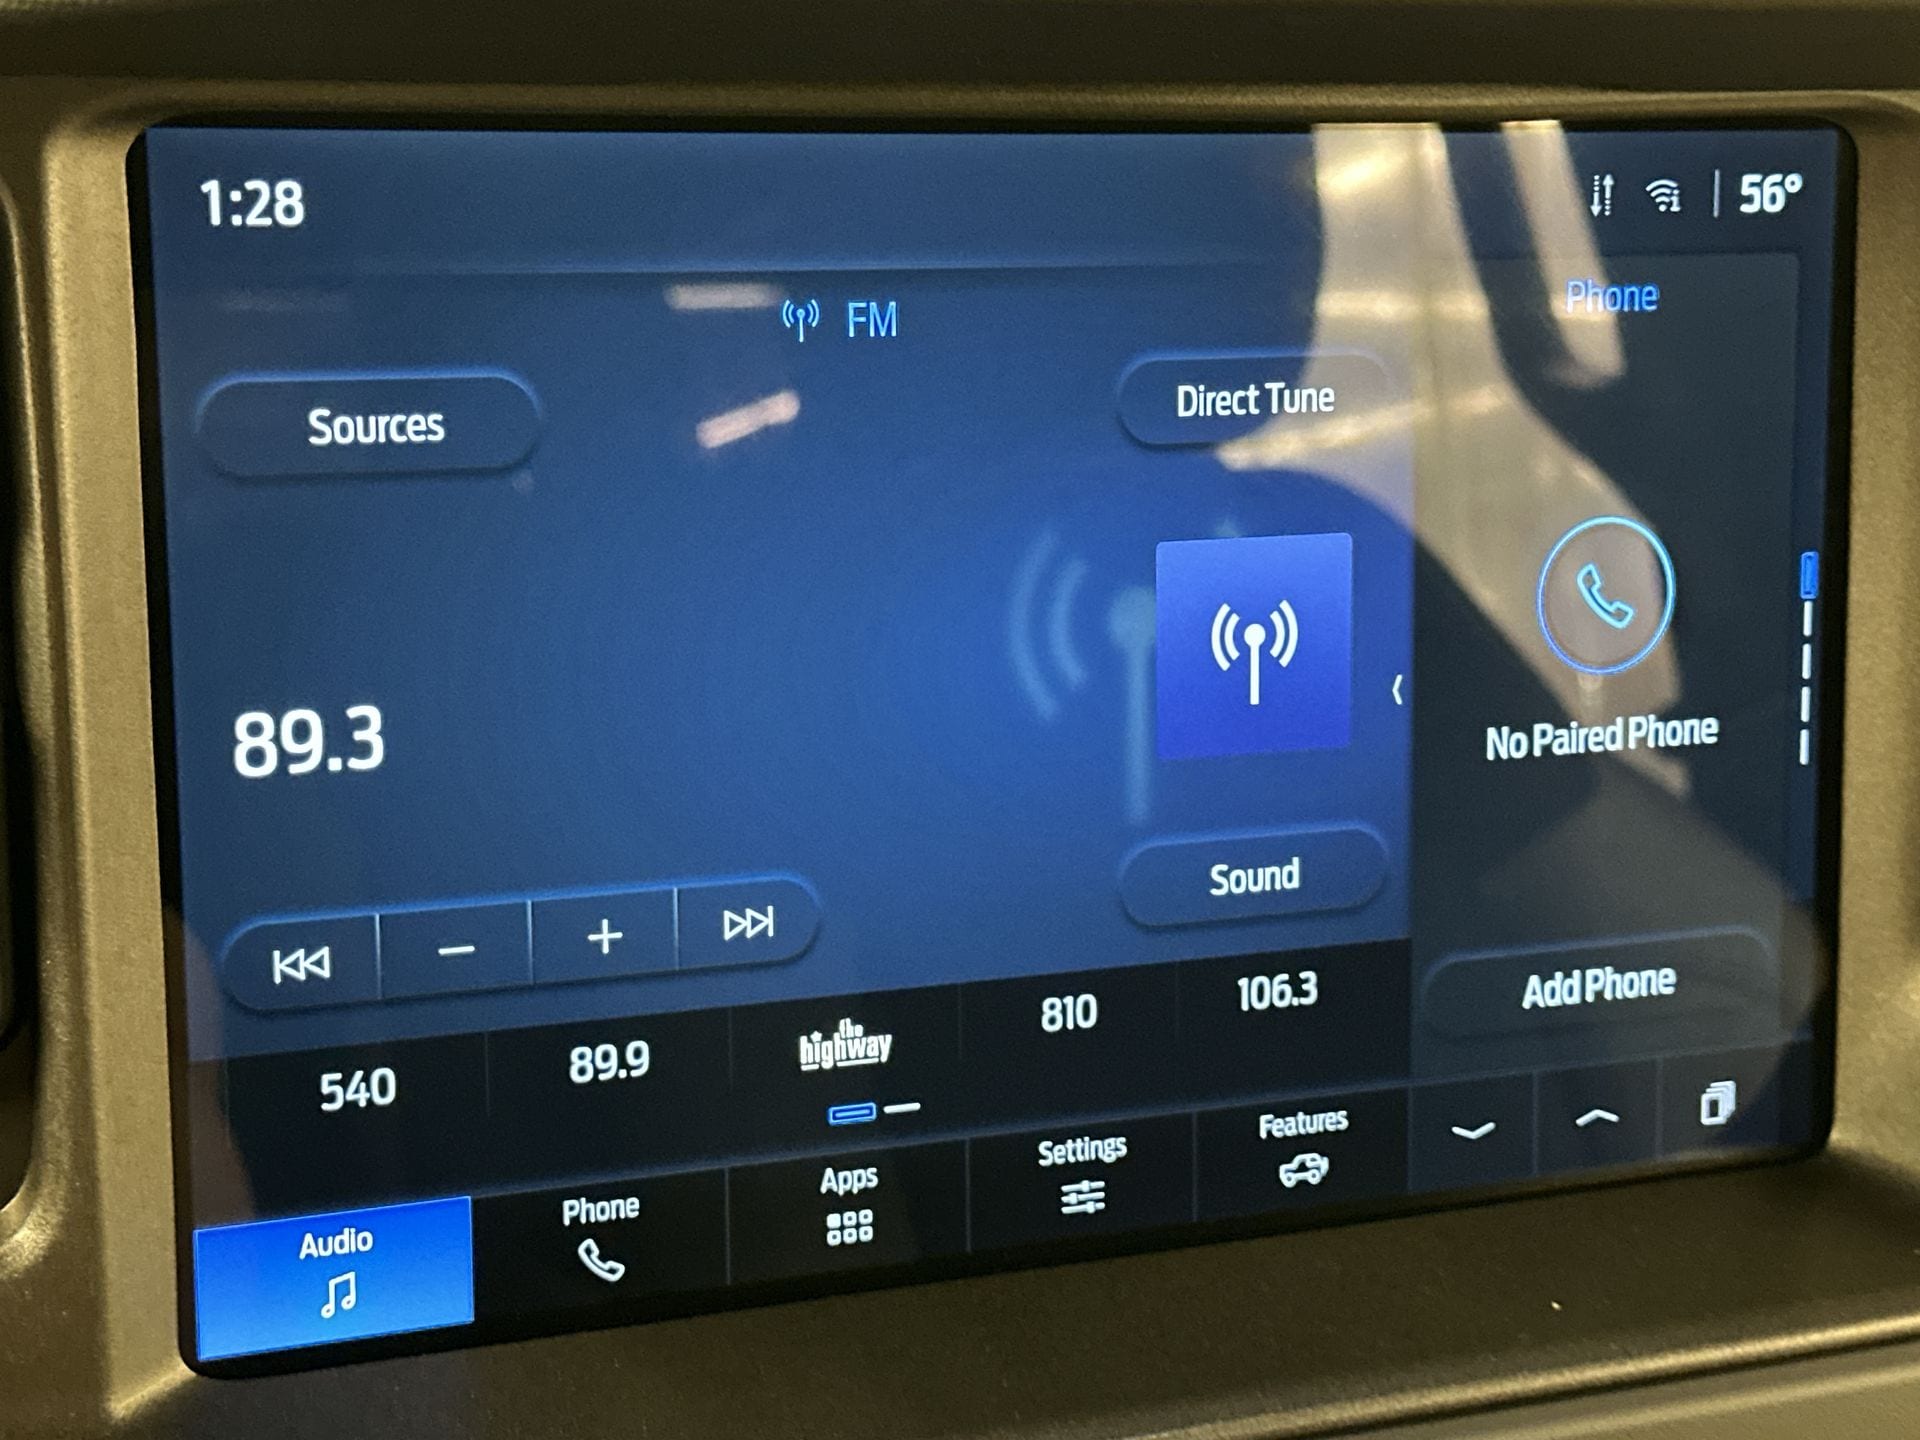 1:28
56°
FM
Phone
Sources
Direct Tune
89.3
No Paired Phone
Sound
Add Phone
540
89.9
the highway
810
106.3
Audio
Phone
Apps
Settings
Features